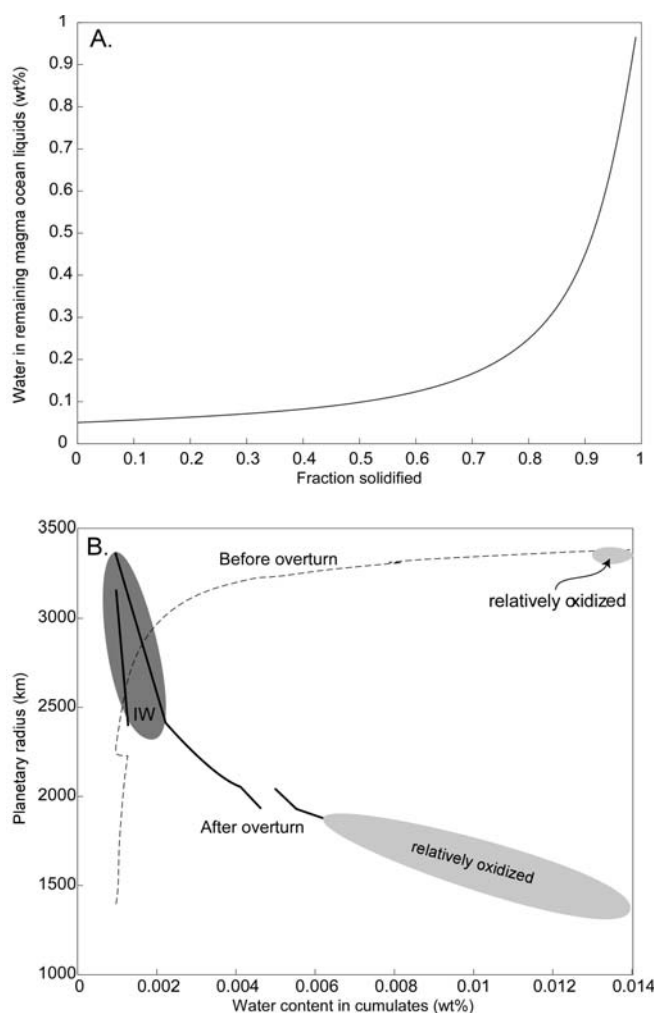 A.
Water in remaining magma ocean liquids (wt%)
1
0.9
0.8
0.7
0.6
0.5
0.4
0.3
0.2
0.1
0
0 0.1 0.2 0.3 0.4 0.5 0.6 0.7 0.8 0.9 1
Fraction solidified
B.
Planetary radius (km)
3500
3000
2500
2000
1500
1000
Before overturn
relatively oxidized
IW
After overturn
relatively oxidized
0.002 0.004 0.006 0.008 0.01 0.012 0.014
Water content in cumulates (wt%)